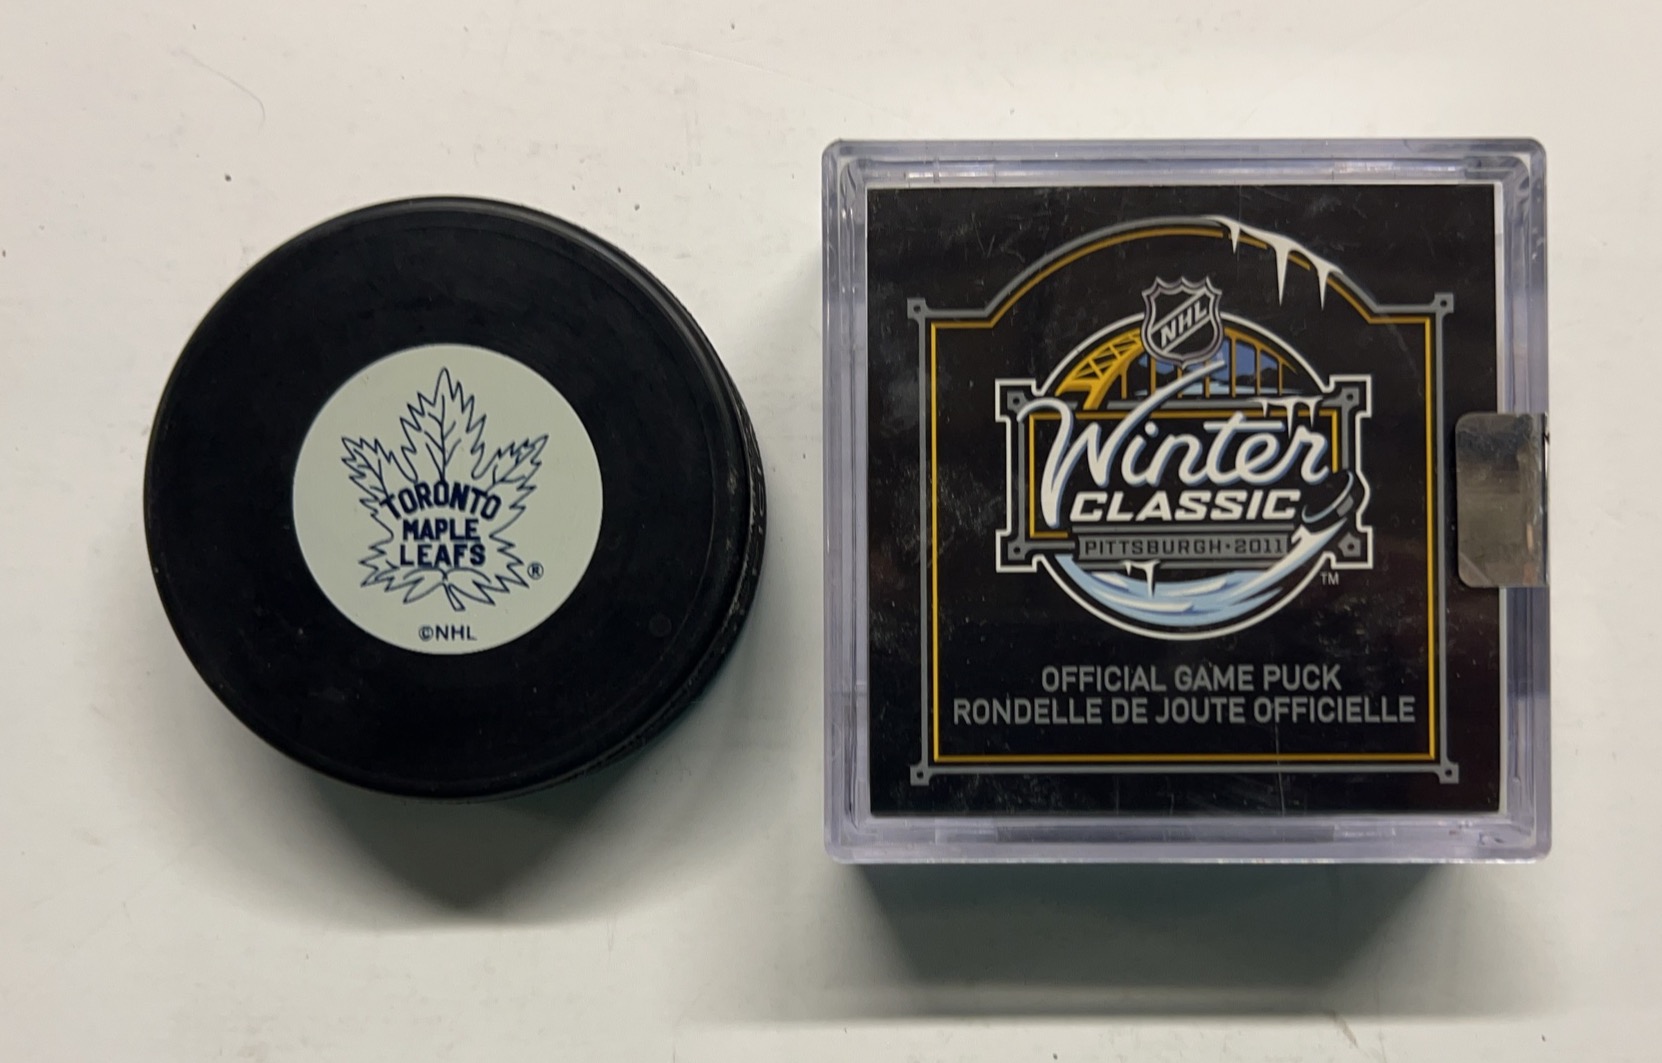 TORONTO
MAPLE
LEAFS
®
©NHL
NHL
Winter
CLASSIC
PITTSBURGH•2011
TM
OFFICIAL GAME PUCK
RONDELLE DE JOUTE OFFICIELLE